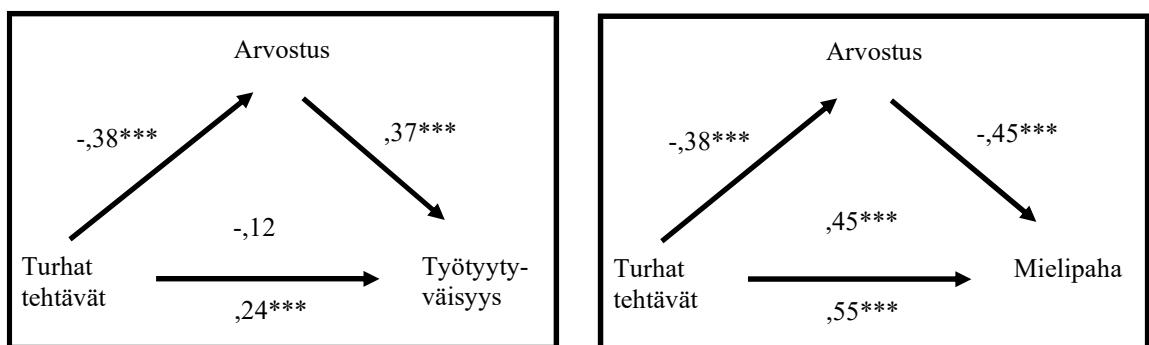 Arvostus
-,38***
,37***
-,12
Turhat
tehtävät
Työtyyty-
väisyys
,24***
Arvostus
-,38***
-,45***
,45***
Turhat
tehtävät
Mielipaha
,55***